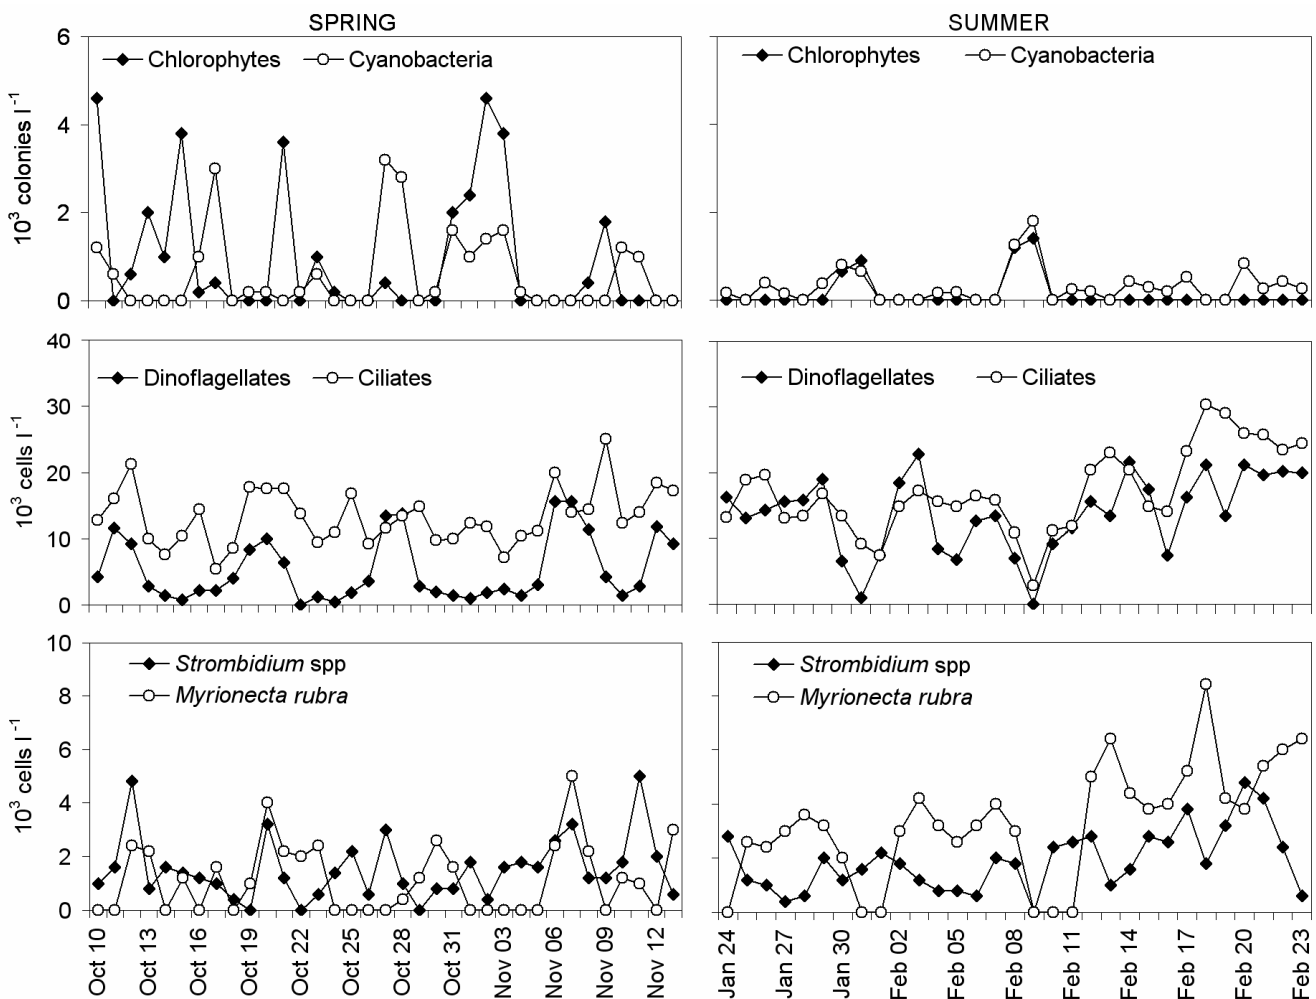 SPRING
SUMMER
6
4
2
0
10³ colonies l⁻¹
Chlorophytes
Cyanobacteria
Chlorophytes
Cyanobacteria
40
30
20
10
0
10³ cells l⁻¹
Dinoflagellates
Ciliates
Dinoflagellates
Ciliates
10
8
6
4
2
0
10³ cells l⁻¹
Strombidium spp
Myrionecta rubra
Strombidium spp
Myrionecta rubra
Oct 10
Oct 13
Oct 16
Oct 19
Oct 22
Oct 25
Oct 28
Oct 31
Nov 03
Nov 06
Nov 09
Nov 12
Jan 24
Jan 27
Jan 30
Feb 02
Feb 05
Feb 08
Feb 11
Feb 14
Feb 17
Feb 20
Feb 23